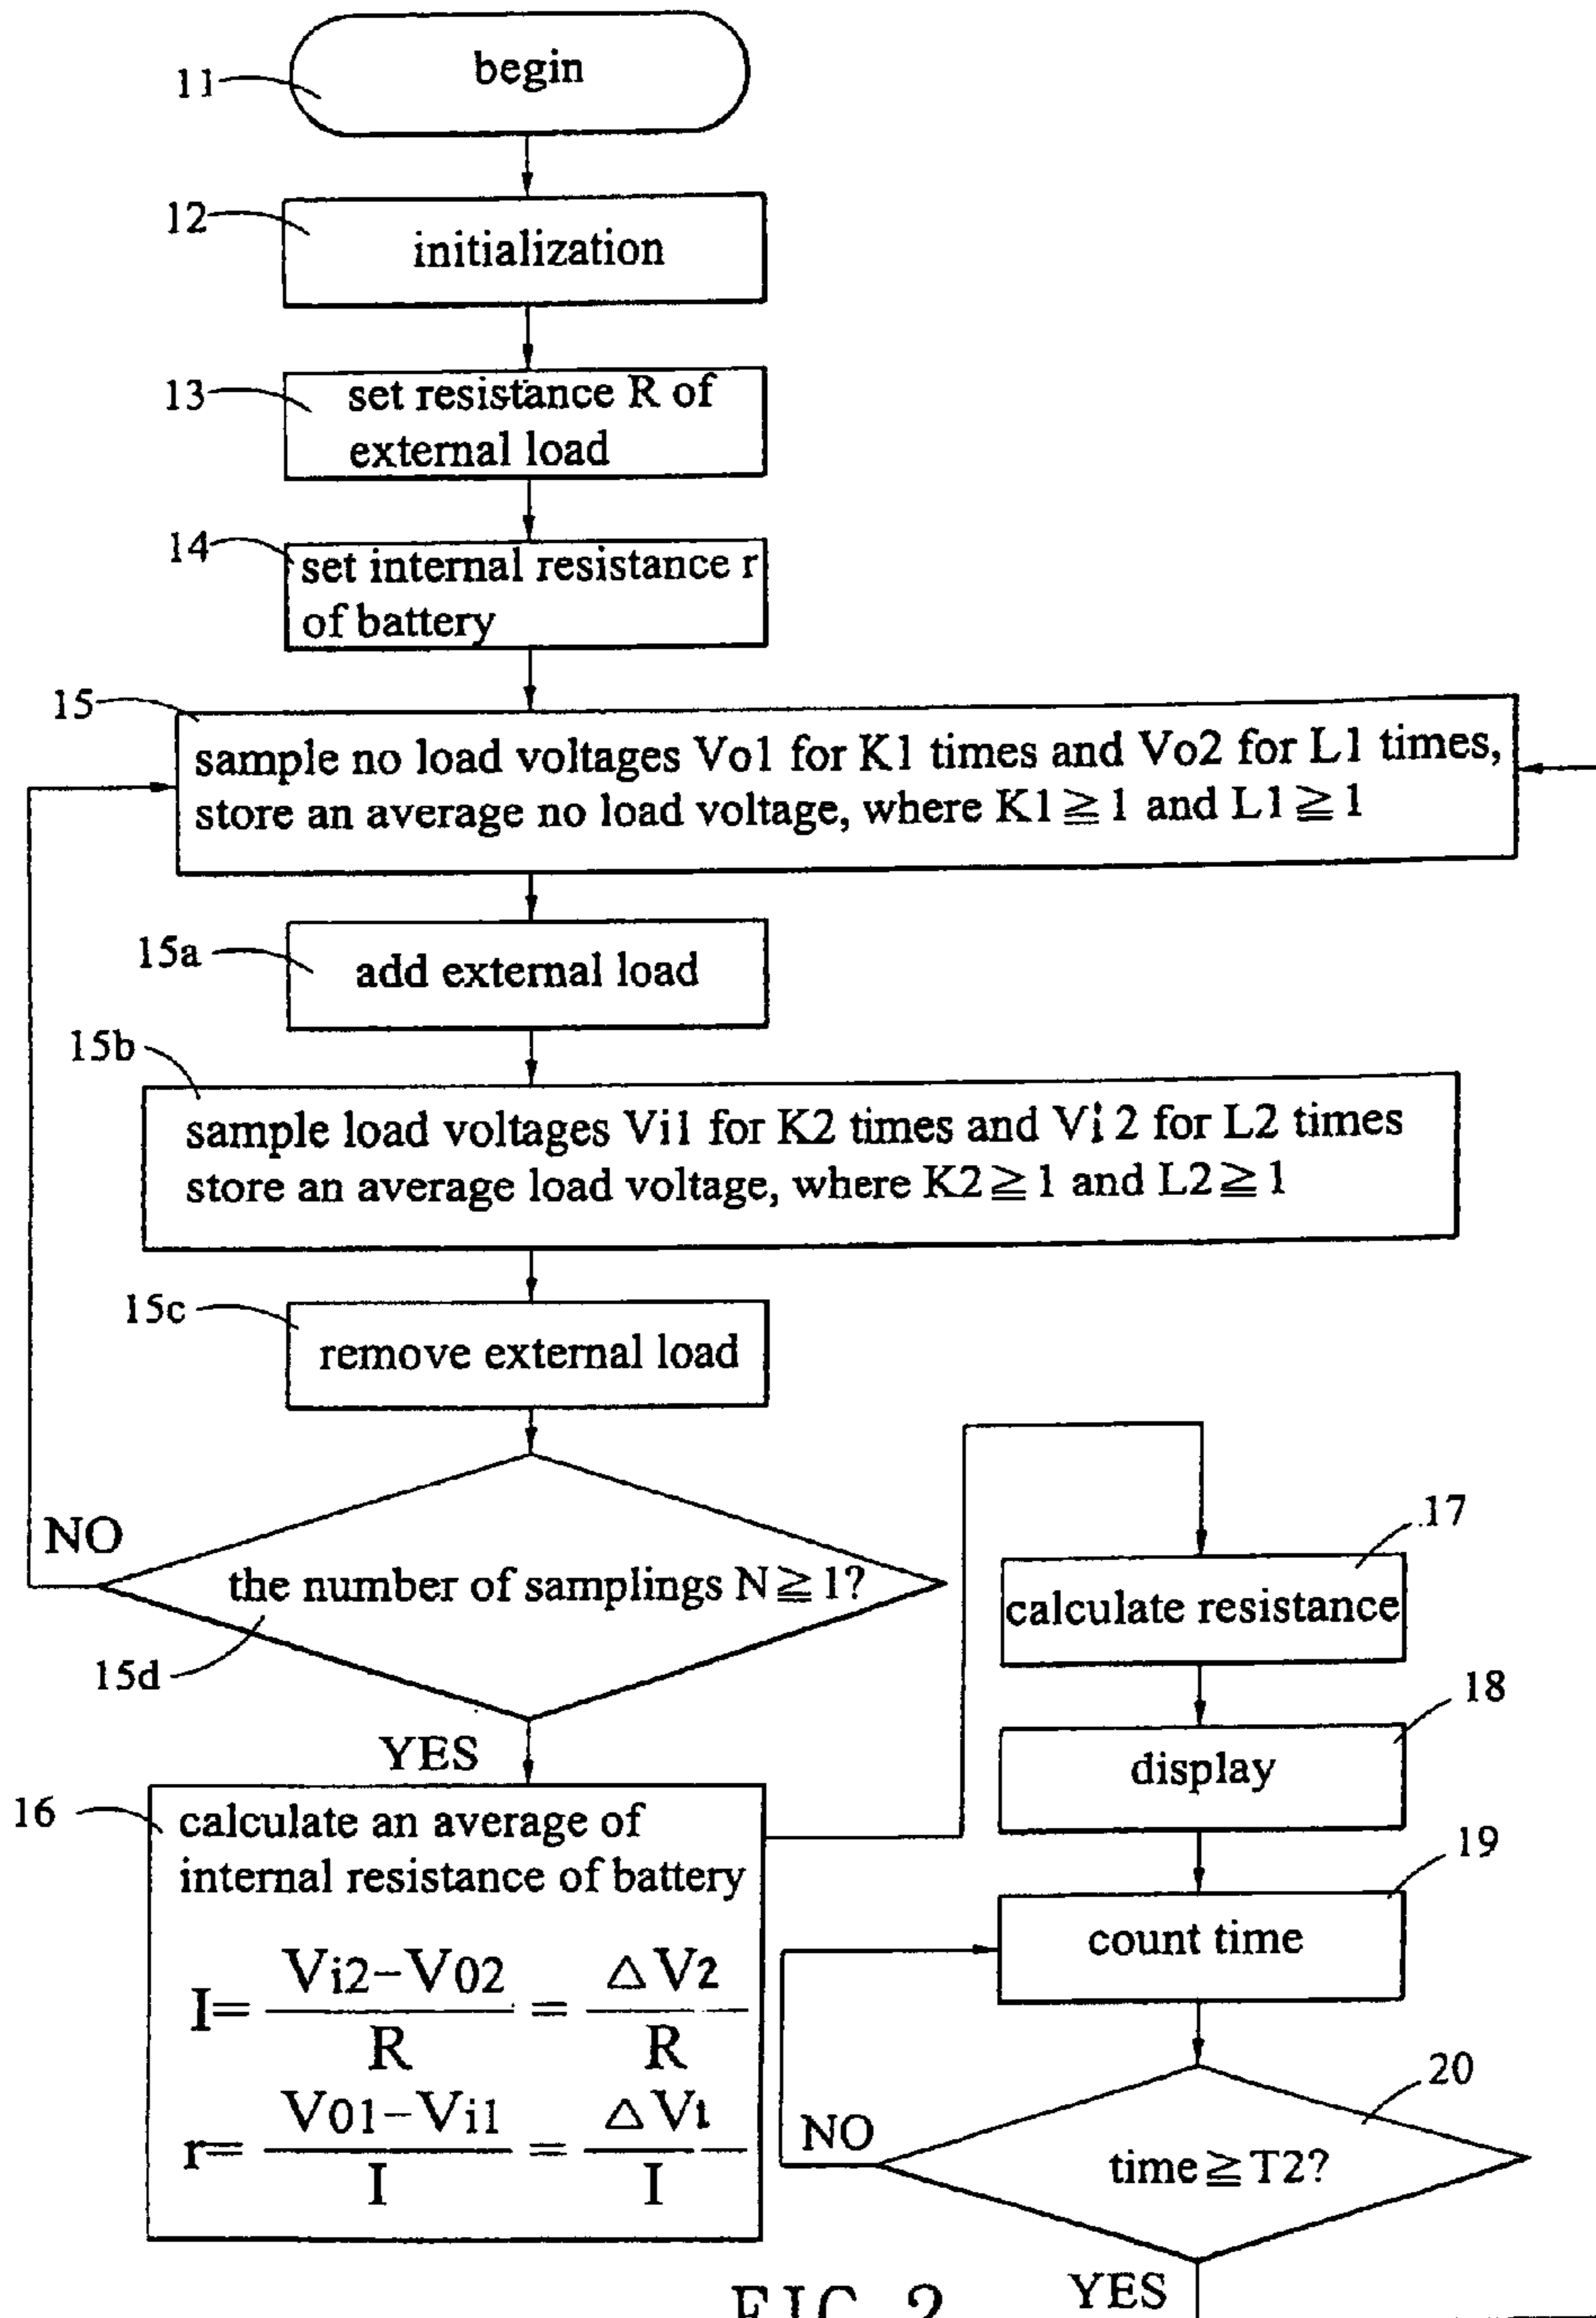 begin
11
12
initialization
13
set resistance R of
external load
14
set internal resistance r
of battery
15
sample no load voltages Vo1 for K1 times and Vo2 for L1 times,
store an average no load voltage, where K1≧1 and L1≧1
15a
add external load
15b
sample load voltages Vi1 for K2 times and Vi2 for L2 times
store an average load voltage, where K2≧1 and L2≧1
15c
remove external load
NO
the number of samplings N≧1?
15d
YES
16
calculate an average of
internal resistance of battery
I= Vi2−V02 / R = △V2 / R
r= V01−Vi1 / I = △V1 / I
17
calculate resistance
18
display
19
count time
20
NO
time≧T2?
YES
FIG. 2